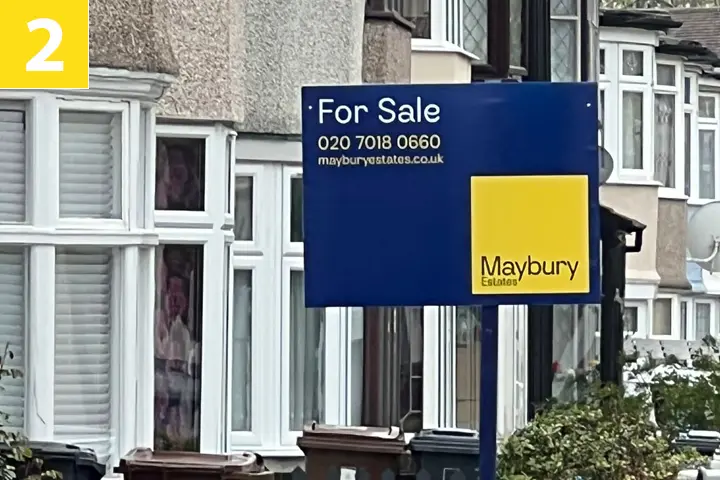 2
For Sale
020 7018 0660
mayburyestates.co.uk
Maybury
Estates